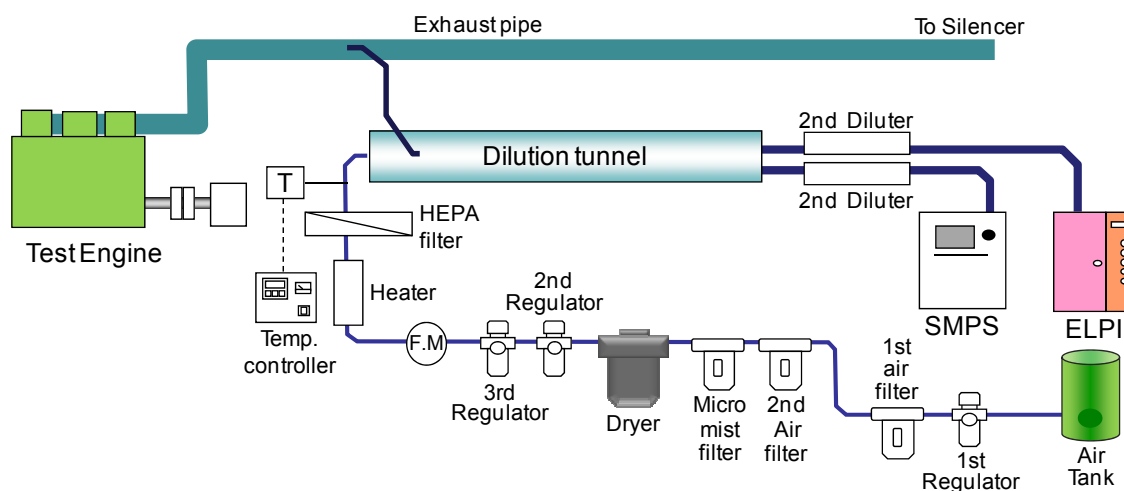 Exhaust pipe
To Silencer
2nd Diluter
Dilution tunnel
T
2nd Diluter
HEPA
filter
Test Engine
Heater
2nd
Regulator
SMPS
ELPI
Temp.
controller
F.M
3rd
Regulator
Dryer
Micro
mist
filter
2nd
Air
filter
1st
air
filter
1st
Regulator
Air
Tank